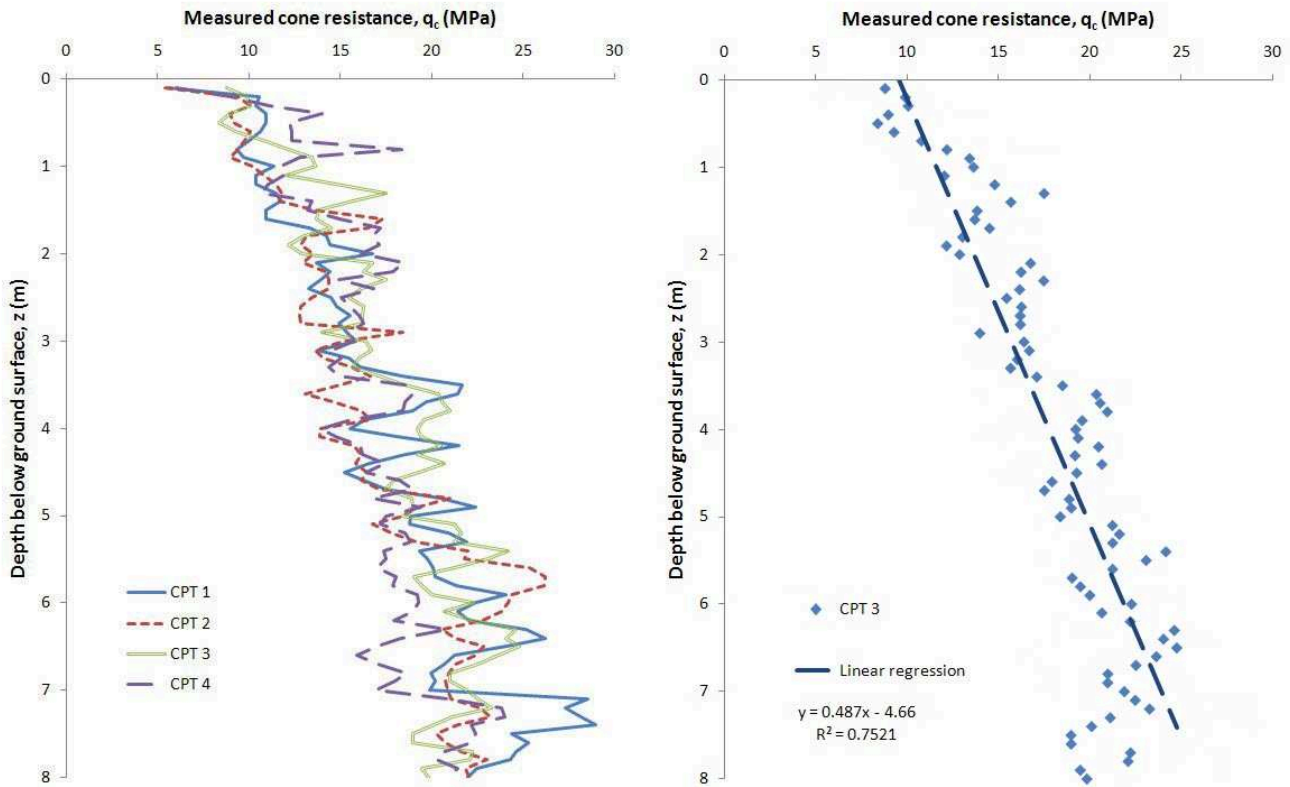 Measured cone resistance, qc (MPa)
0 5 10 15 20 25 30
0
1
2
3
4
5
6
7
8
Depth below ground surface, z (m)
CPT 1
CPT 2
CPT 3
CPT 4
Measured cone resistance, qc (MPa)
0 5 10 15 20 25 30
0
1
2
3
4
5
6
7
8
Depth below ground surface, z (m)
CPT 3
Linear regression
y = 0.487x - 4.66
R² = 0.7521